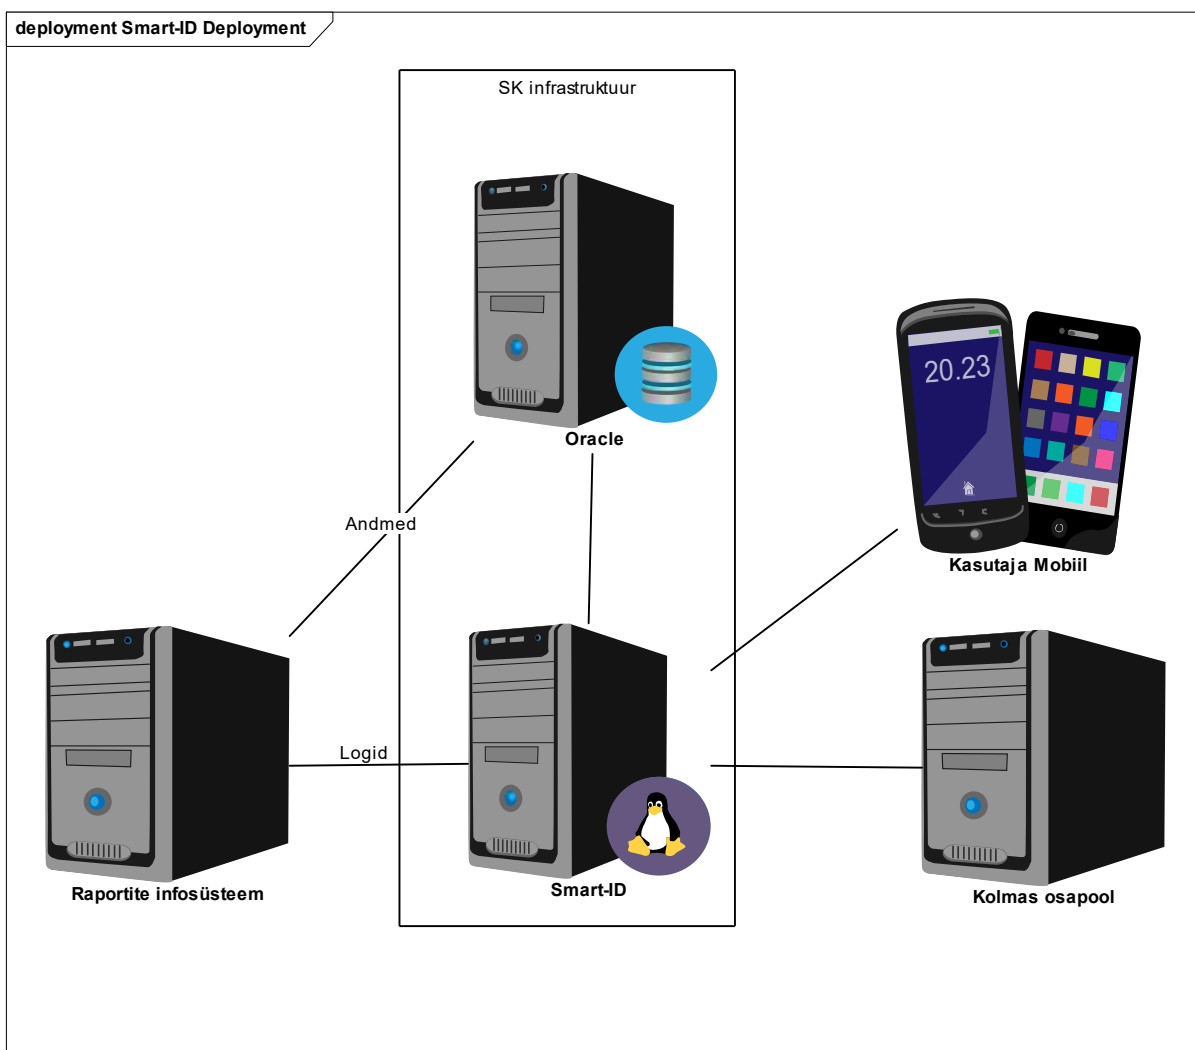 deployment Smart-ID Deployment
SK infrastruktuur
Oracle
20.23
Andmed
Kasutaja Mobiil
Logid
Raportite infosüsteem
Smart-ID
Kolmas osapool